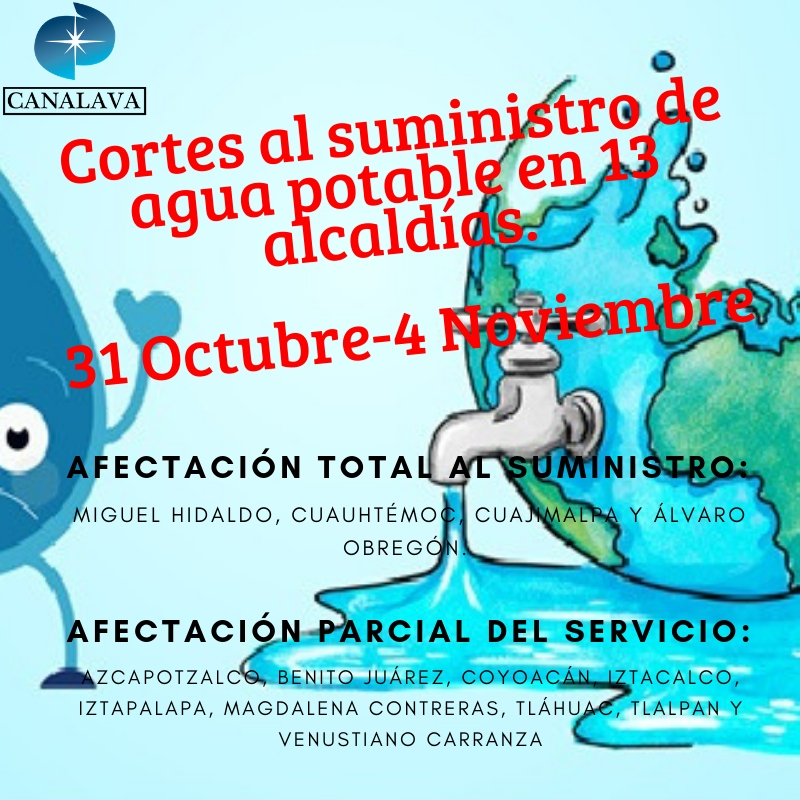 CANALAVA
Cortes al suministro de
agua potable en 13
alcaldías.
31 Octubre-4 Noviembre
AFECTACIÓN TOTAL AL SUMINISTRO:
MIGUEL HIDALDO, CUAUHTÉMOC, CUAJIMALPA Y ÁLVARO
OBREGÓN.
AFECTACIÓN PARCIAL DEL SERVICIO:
AZCAPOTZALCO, BENITO JUÁREZ, COYOACÁN, IZTACALCO,
IZTAPALAPA, MAGDALENA CONTRERAS, TLÁHUAC, TLALPAN Y
VENUSTIANO CARRANZA